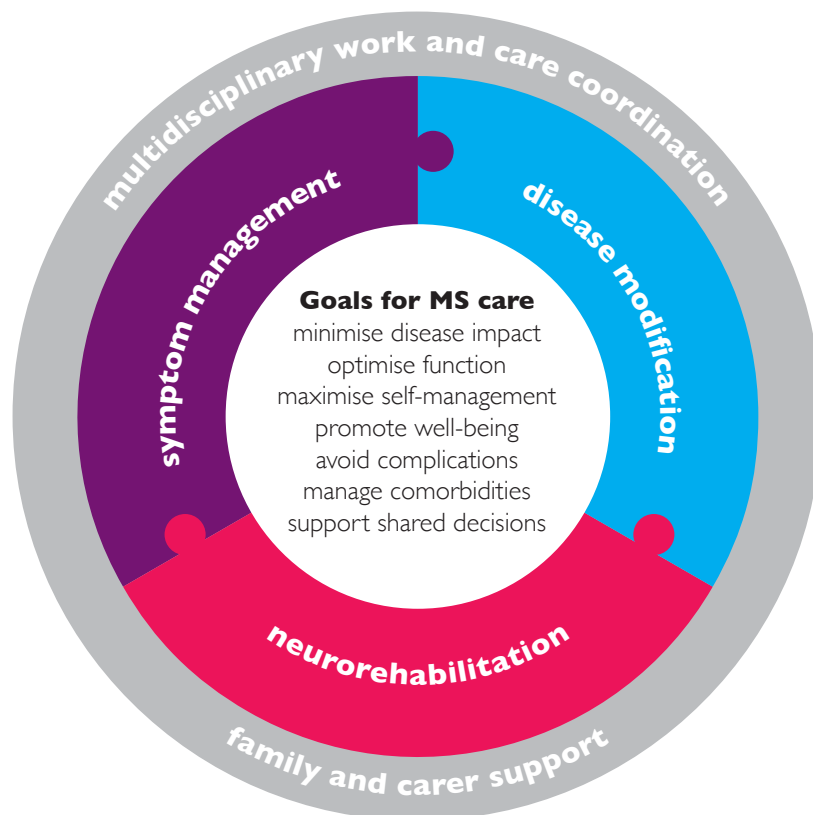 multidisciplinary work and care coordination
symptom management
disease modification
Goals for MS care
minimise disease impact
optimise function
maximise self-management
promote well-being
avoid complications
manage comorbidities
support shared decisions
neurorehabilitation
family and carer support